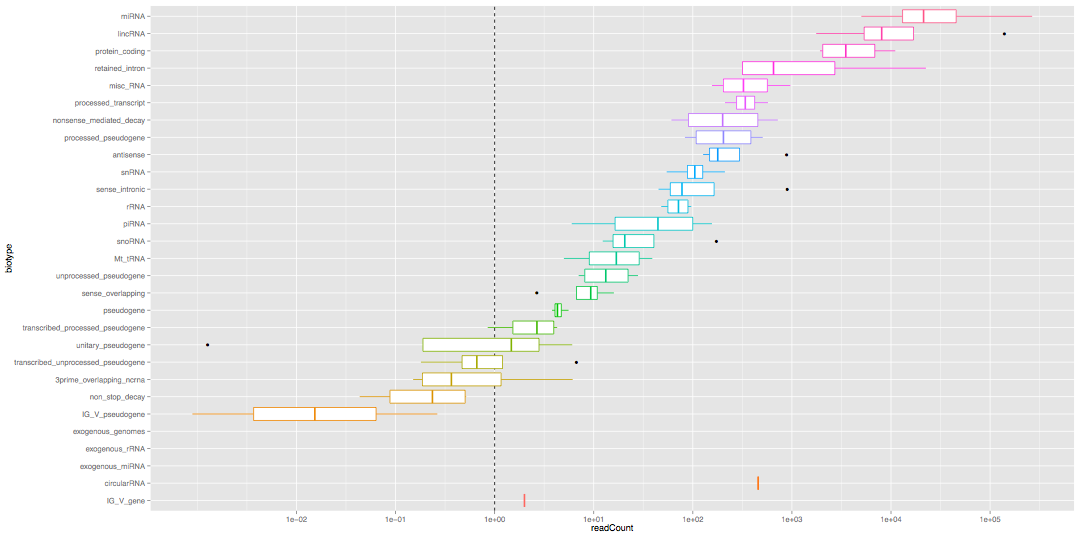 biotype
miRNA
lincRNA
protein_coding
retained_intron
misc_RNA
processed_transcript
nonsense_mediated_decay
processed_pseudogene
antisense
snRNA
sense_intronic
rRNA
piRNA
snoRNA
Mt_tRNA
unprocessed_pseudogene
sense_overlapping
pseudogene
transcribed_processed_pseudogene
unitary_pseudogene
transcribed_unprocessed_pseudogene
3prime_overlapping_ncrna
non_stop_decay
IG_V_pseudogene
exogenous_genomes
exogenous_rRNA
exogenous_miRNA
circularRNA
IG_V_gene
1e−02 1e−01 1e+00 1e+01 1e+02 1e+03 1e+04 1e+05
readCount